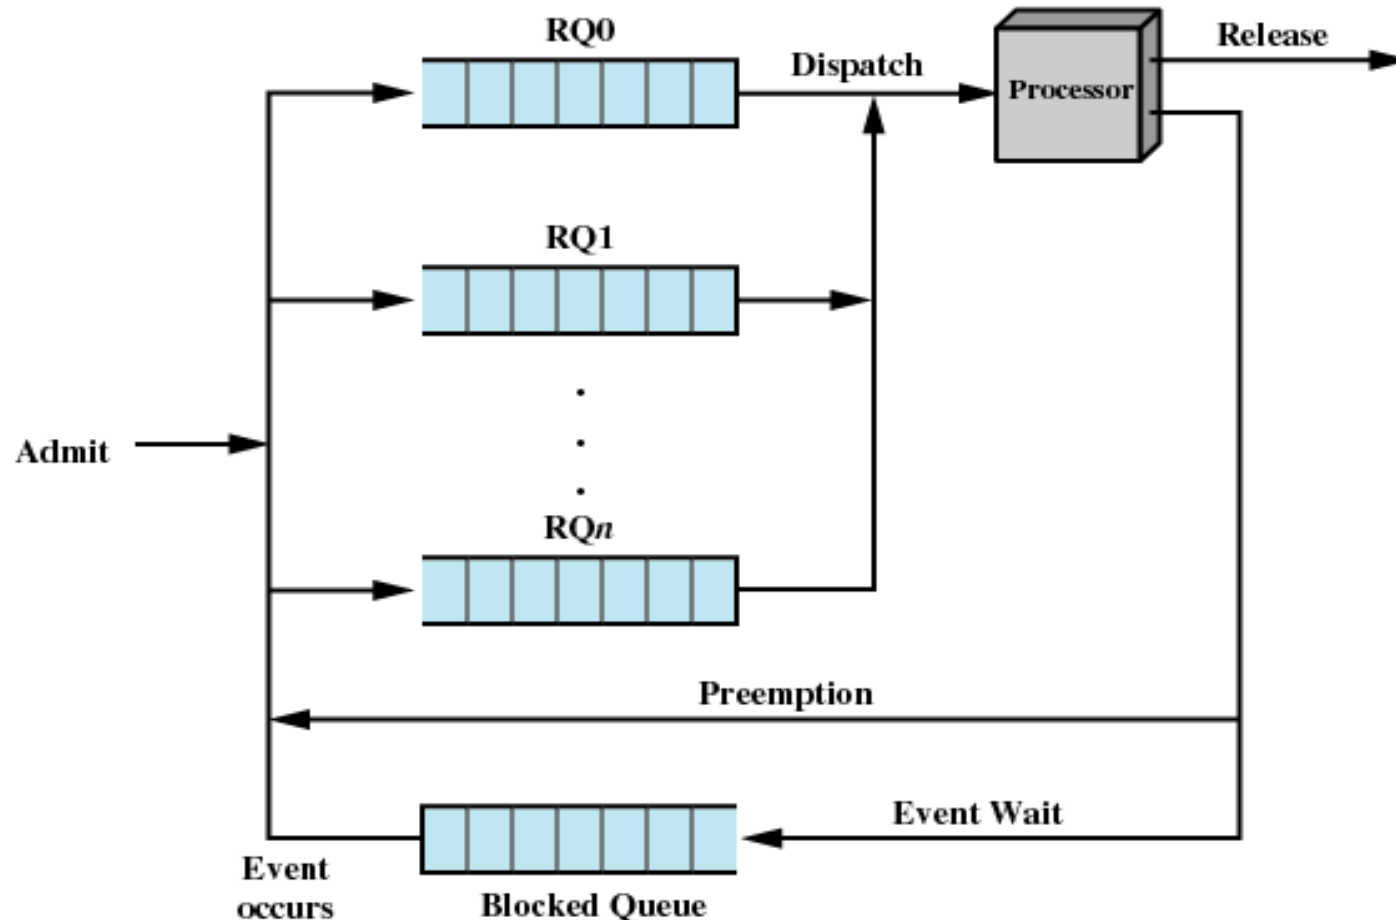 RQ0
Release
Dispatch
Processor
RQ1
Admit
RQn
Preemption
Event Wait
Event
occurs
Blocked Queue